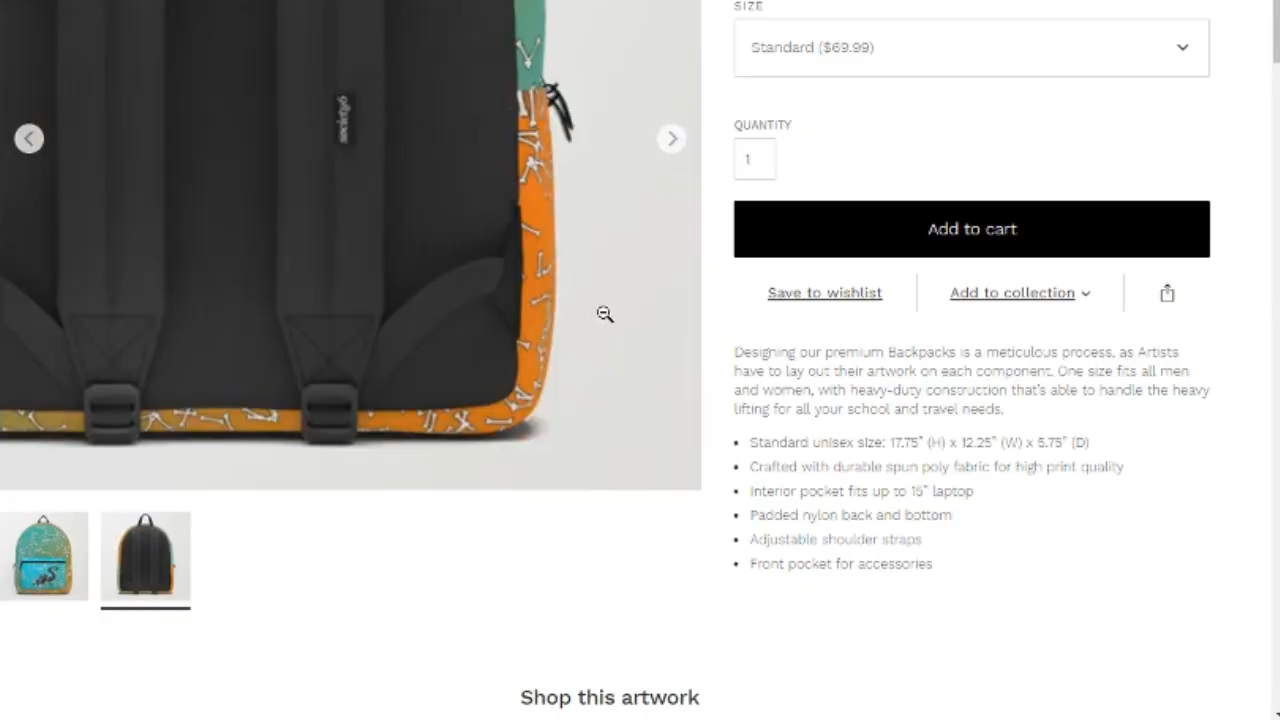 SIZE
Standard ($69.99)
QUANTITY
1
Add to cart
Save to wishlist
Add to collection
Designing our premium Backpacks is a meticulous process, as Artists
have to lay out their artwork on each component. One size fits all men
and women, with heavy-duty construction that's able to handle the heavy
lifting for all your school and travel needs.
• Standard unisex size: 17.75" (H) x 12.25" (W) x 5.75" (D)
• Crafted with durable spun poly fabric for high print quality
• Interior pocket fits up to 15" laptop
• Padded nylon back and bottom
• Adjustable shoulder straps
• Front pocket for accessories
Shop this artwork